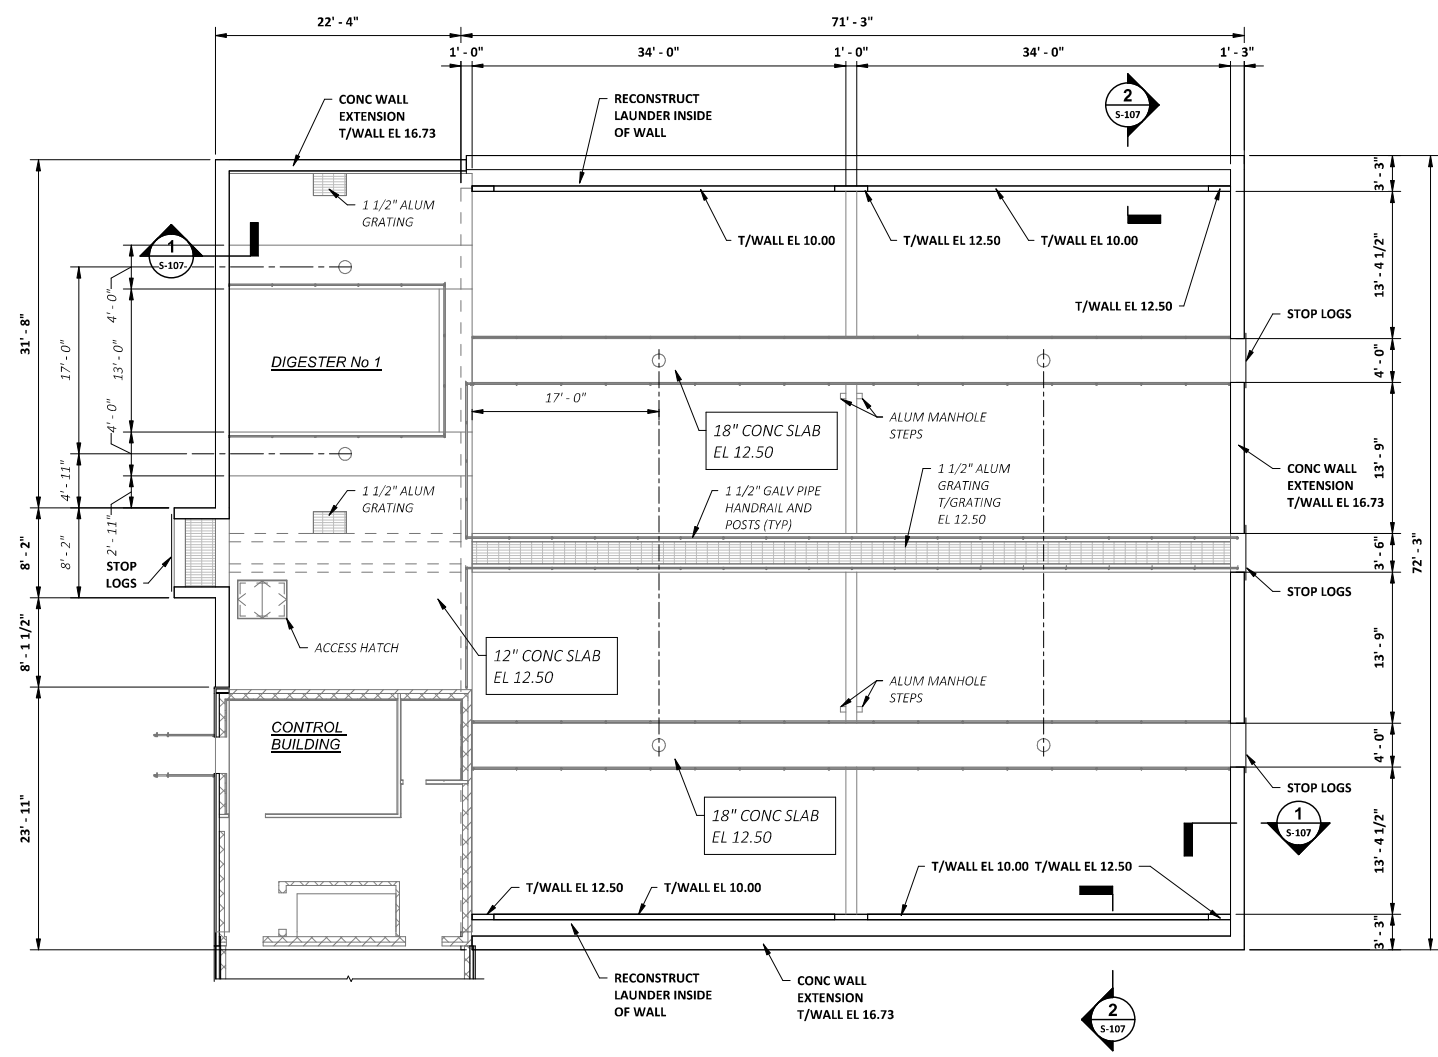 22' - 4"
71' - 3"
1' - 0"
34' - 0"
1' - 0"
34' - 0"
1' - 3"
CONC WALL
EXTENSION
T/WALL EL 16.73
RECONSTRUCT
LAUNDER INSIDE
OF WALL
2
S-107
3' - 3"
1 1/2" ALUM
GRATING
1
S-107
T/WALL EL 10.00
T/WALL EL 12.50
T/WALL EL 10.00
13' - 4 1/2"
4' - 0"
T/WALL EL 12.50
STOP LOGS
31' - 8"
17' - 0"
13' - 0"
DIGESTER No 1
4' - 0"
17' - 0"
4' - 0"
18" CONC SLAB
EL 12.50
ALUM MANHOLE
STEPS
13' - 9"
4' - 11"
1 1/2" ALUM
GRATING
1 1/2" GALV PIPE
HANDRAIL AND
POSTS (TYP)
1 1/2" ALUM
GRATING
T/GRATING
EL 12.50
CONC WALL
EXTENSION
T/WALL EL 16.73
8' - 2"
8' - 2"
2' - 11"
STOP
LOGS
3' - 6"
72' - 3"
STOP LOGS
8' - 1 1/2"
ACCESS HATCH
12" CONC SLAB
EL 12.50
13' - 9"
ALUM MANHOLE
STEPS
CONTROL
BUILDING
4' - 0"
STOP LOGS
23' - 11"
18" CONC SLAB
EL 12.50
1
S-107
13' - 4 1/2"
T/WALL EL 12.50
T/WALL EL 10.00
T/WALL EL 10.00
T/WALL EL 12.50
3' - 3"
RECONSTRUCT
LAUNDER INSIDE
OF WALL
CONC WALL
EXTENSION
T/WALL EL 16.73
2
S-107